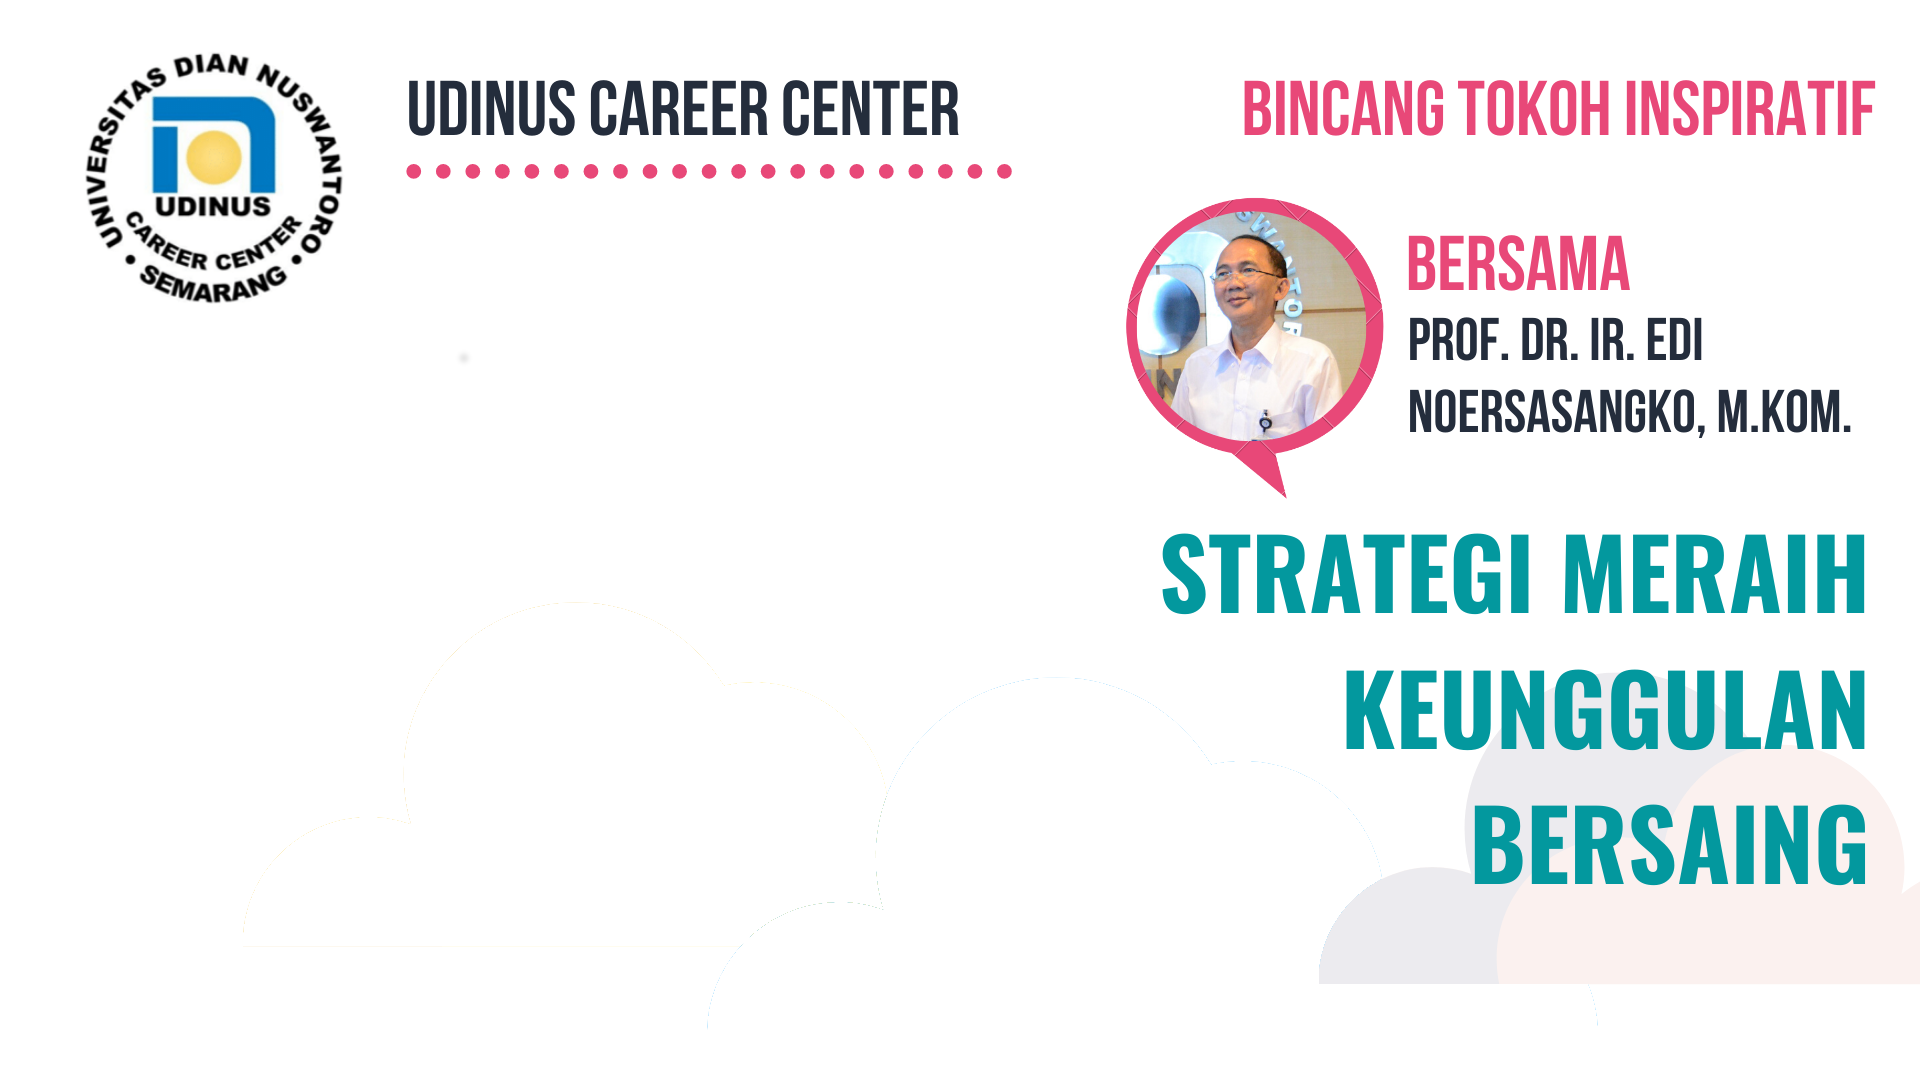 UNIVERSITAS DIAN NUSWANTORO
UDINUS
CAREER CENTER
• SEMARANG •
UDINUS CAREER CENTER
BINCANG TOKOH INSPIRATIF
BERSAMA
PROF. DR. IR. EDI
NOERSASANGKO, M.KOM.
STRATEGI MERAIH
KEUNGGULAN
BERSAING